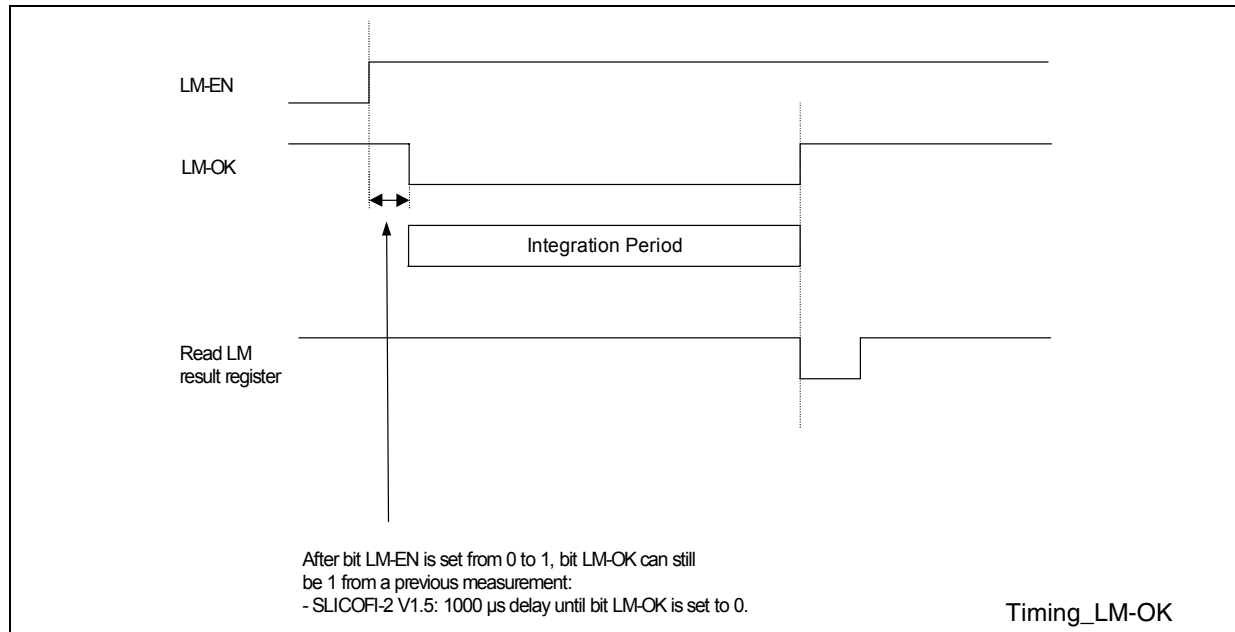 LM-EN
LM-OK
Integration Period
Read LM
result register
After bit LM-EN is set from 0 to 1, bit LM-OK can still
be 1 from a previous measurement:
- SLICOFI-2 V1.5: 1000 µs delay until bit LM-OK is set to 0.
Timing_LM-OK